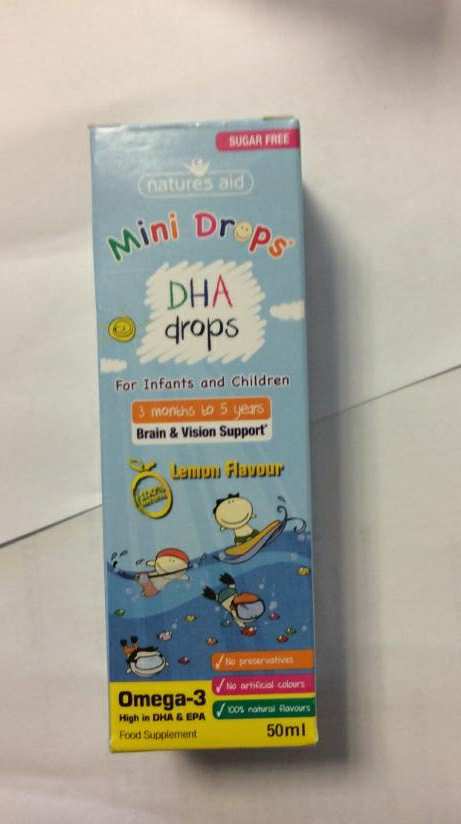 SUGAR FREE
natures aid
Mini Drops®
DHA
drops
For Infants and Children
3 months to 5 years
Brain & Vision Support*
Lemon Flavour
100%
natural
No preservatives
No artificial colours
100% natural flavours
Omega-3
High in DHA & EPA
Food Supplement
50ml